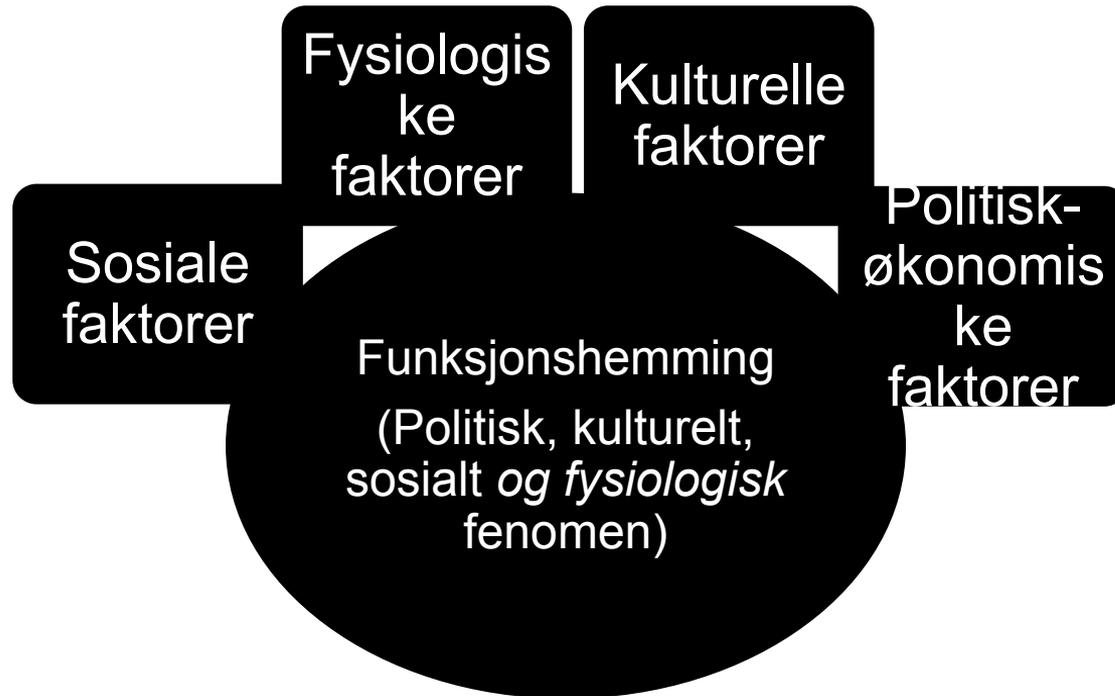 Fysiologis
ke
faktorer
Kulturelle
faktorer
Sosiale
faktorer
Politisk-
økonomis
ke
faktorer
Funksjonshemming
(Politisk, kulturelt,
sosialt og fysiologisk
fenomen)